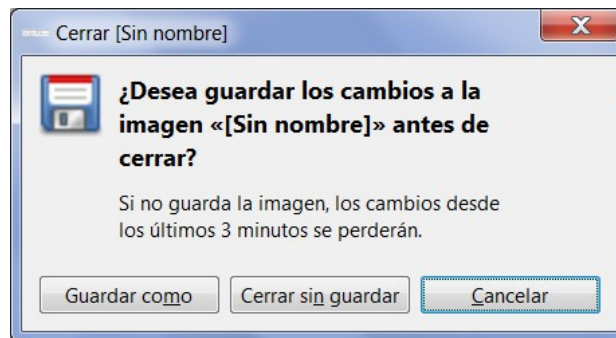 Cerrar [Sin nombre]
¿Desea guardar los cambios a la
imagen «[Sin nombre]» antes de
cerrar?
Si no guarda la imagen, los cambios desde
los últimos 3 minutos se perderán.
Guardar como
Cerrar sin guardar
Cancelar